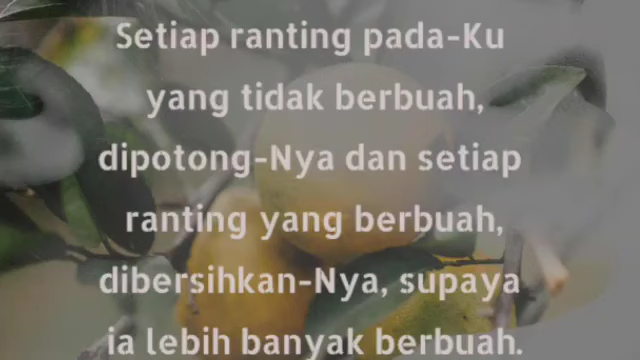 Setiap ranting pada-Ku
yang tidak berbuah,
dipotong-Nya dan setiap
ranting yang berbuah,
dibersihkan-Nya, supaya
ia lebih banyak berbuah.